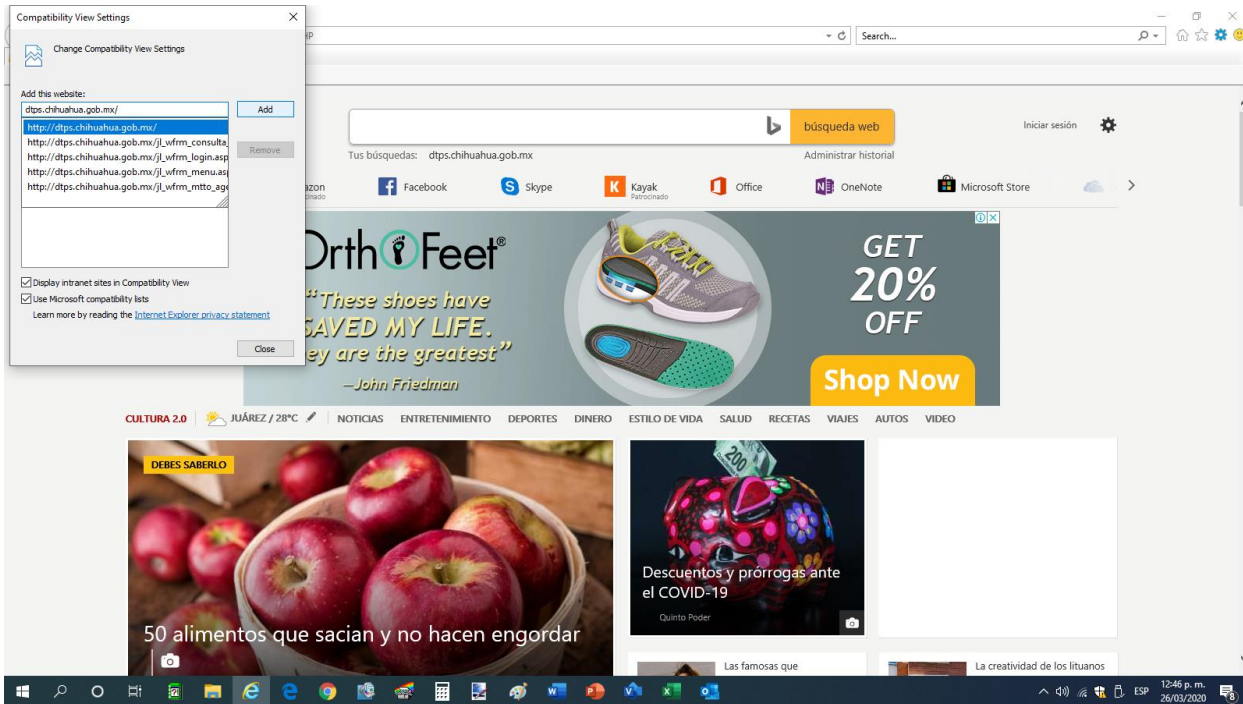 Compatibility View Settings
Change Compatibility View Settings
Add this website:
dtps.chihuahua.gob.mx/
Add
http://dtps.chihuahua.gob.mx/
http://dtps.chihuahua.gob.mx/jl_wfrm_consulta_
http://dtps.chihuahua.gob.mx/jl_wfrm_login.asp
http://dtps.chihuahua.gob.mx/jl_wfrm_menu.asp
http://dtps.chihuahua.gob.mx/jl_wfrm_mtto_age
Remove
Display intranet sites in Compatibility View
Use Microsoft compatibility lists
Learn more by reading the Internet Explorer privacy statement
Close
HP
Search...
búsqueda web
Iniciar sesión
Tus búsquedas: dtps.chihuahua.gob.mx
Administrar historial
azon
Facebook
Skype
Kayak
Patrocinado
Office
OneNote
Microsoft Store
OrthoFeet®
“These shoes have
SAVED MY LIFE.
ey are the greatest”
—John Friedman
GET
20%
OFF
Shop Now
CULTURA 2.0 JUÁREZ / 28°C NOTICIAS ENTRETENIMIENTO DEPORTES DINERO ESTILO DE VIDA SALUD RECETAS VIAJES AUTOS VIDEO
DEBES SABERLO
50 alimentos que sacian y no hacen engordar
200
Descuentos y prórrogas ante
el COVID-19
Quinto Poder
Las famosas que
La creatividad de los lituanos
ESP
12:46 p. m.
26/03/2020
8